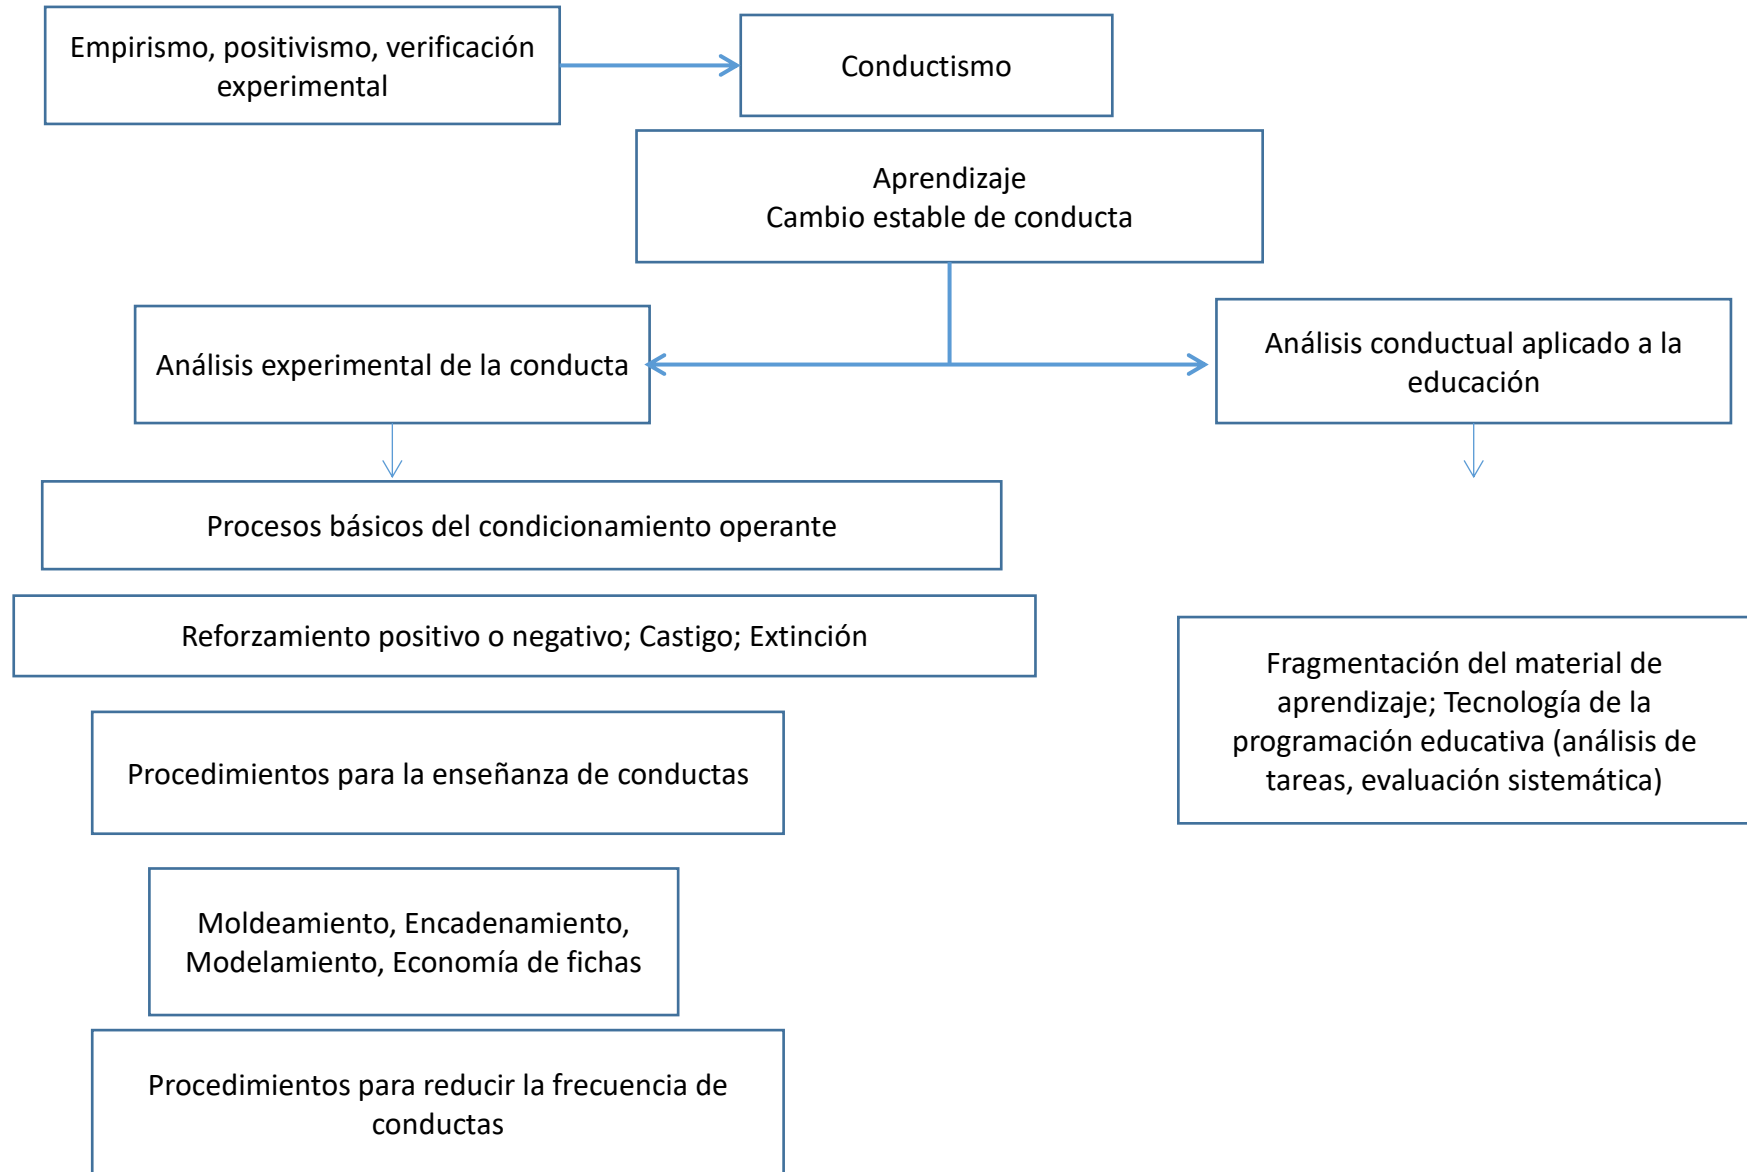 Empirismo, positivismo, verificación
experimental
Conductismo
Aprendizaje
Cambio estable de conducta
Análisis experimental de la conducta
Análisis conductual aplicado a la
educación
Procesos básicos del condicionamiento operante
Reforzamiento positivo o negativo; Castigo; Extinción
Fragmentación del material de
aprendizaje; Tecnología de la
programación educativa (análisis de
tareas, evaluación sistemática)
Procedimientos para la enseñanza de conductas
Moldeamiento, Encadenamiento,
Modelamiento, Economía de fichas
Procedimientos para reducir la frecuencia de
conductas